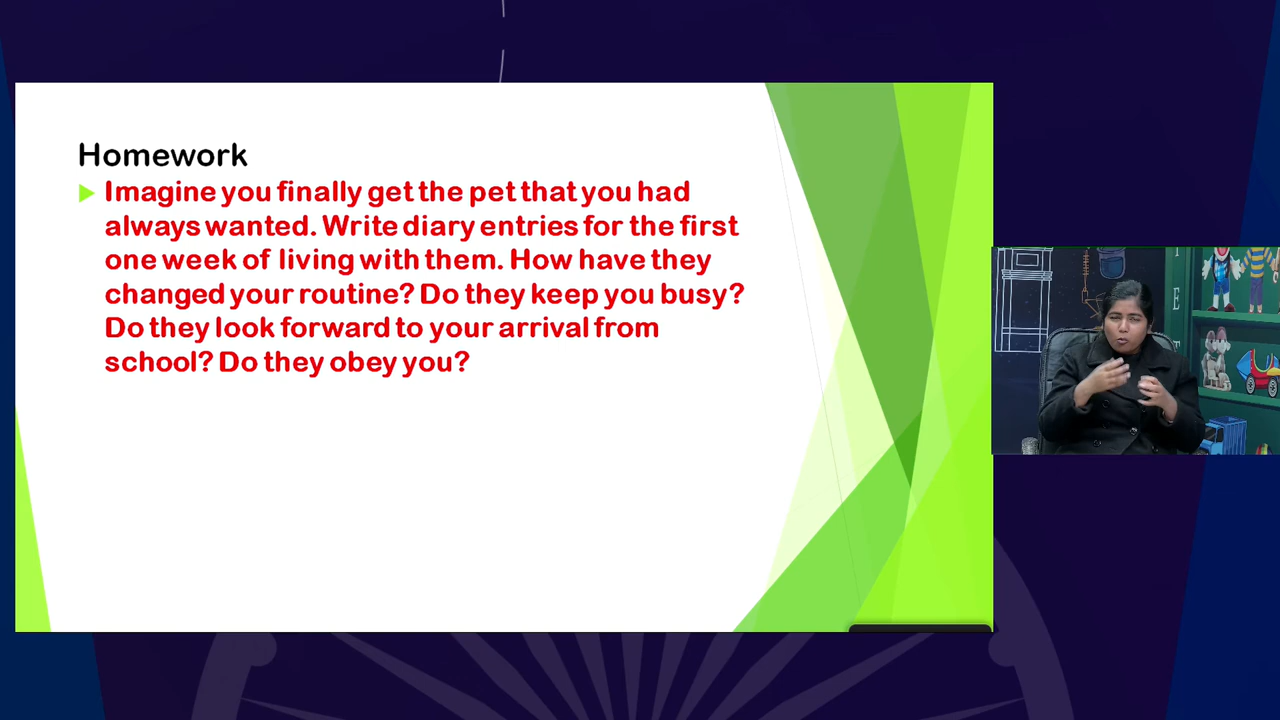 Homework
Imagine you finally get the pet that you had
always wanted. Write diary entries for the first
one week of living with them. How have they
changed your routine? Do they keep you busy?
Do they look forward to your arrival from
school? Do they obey you?